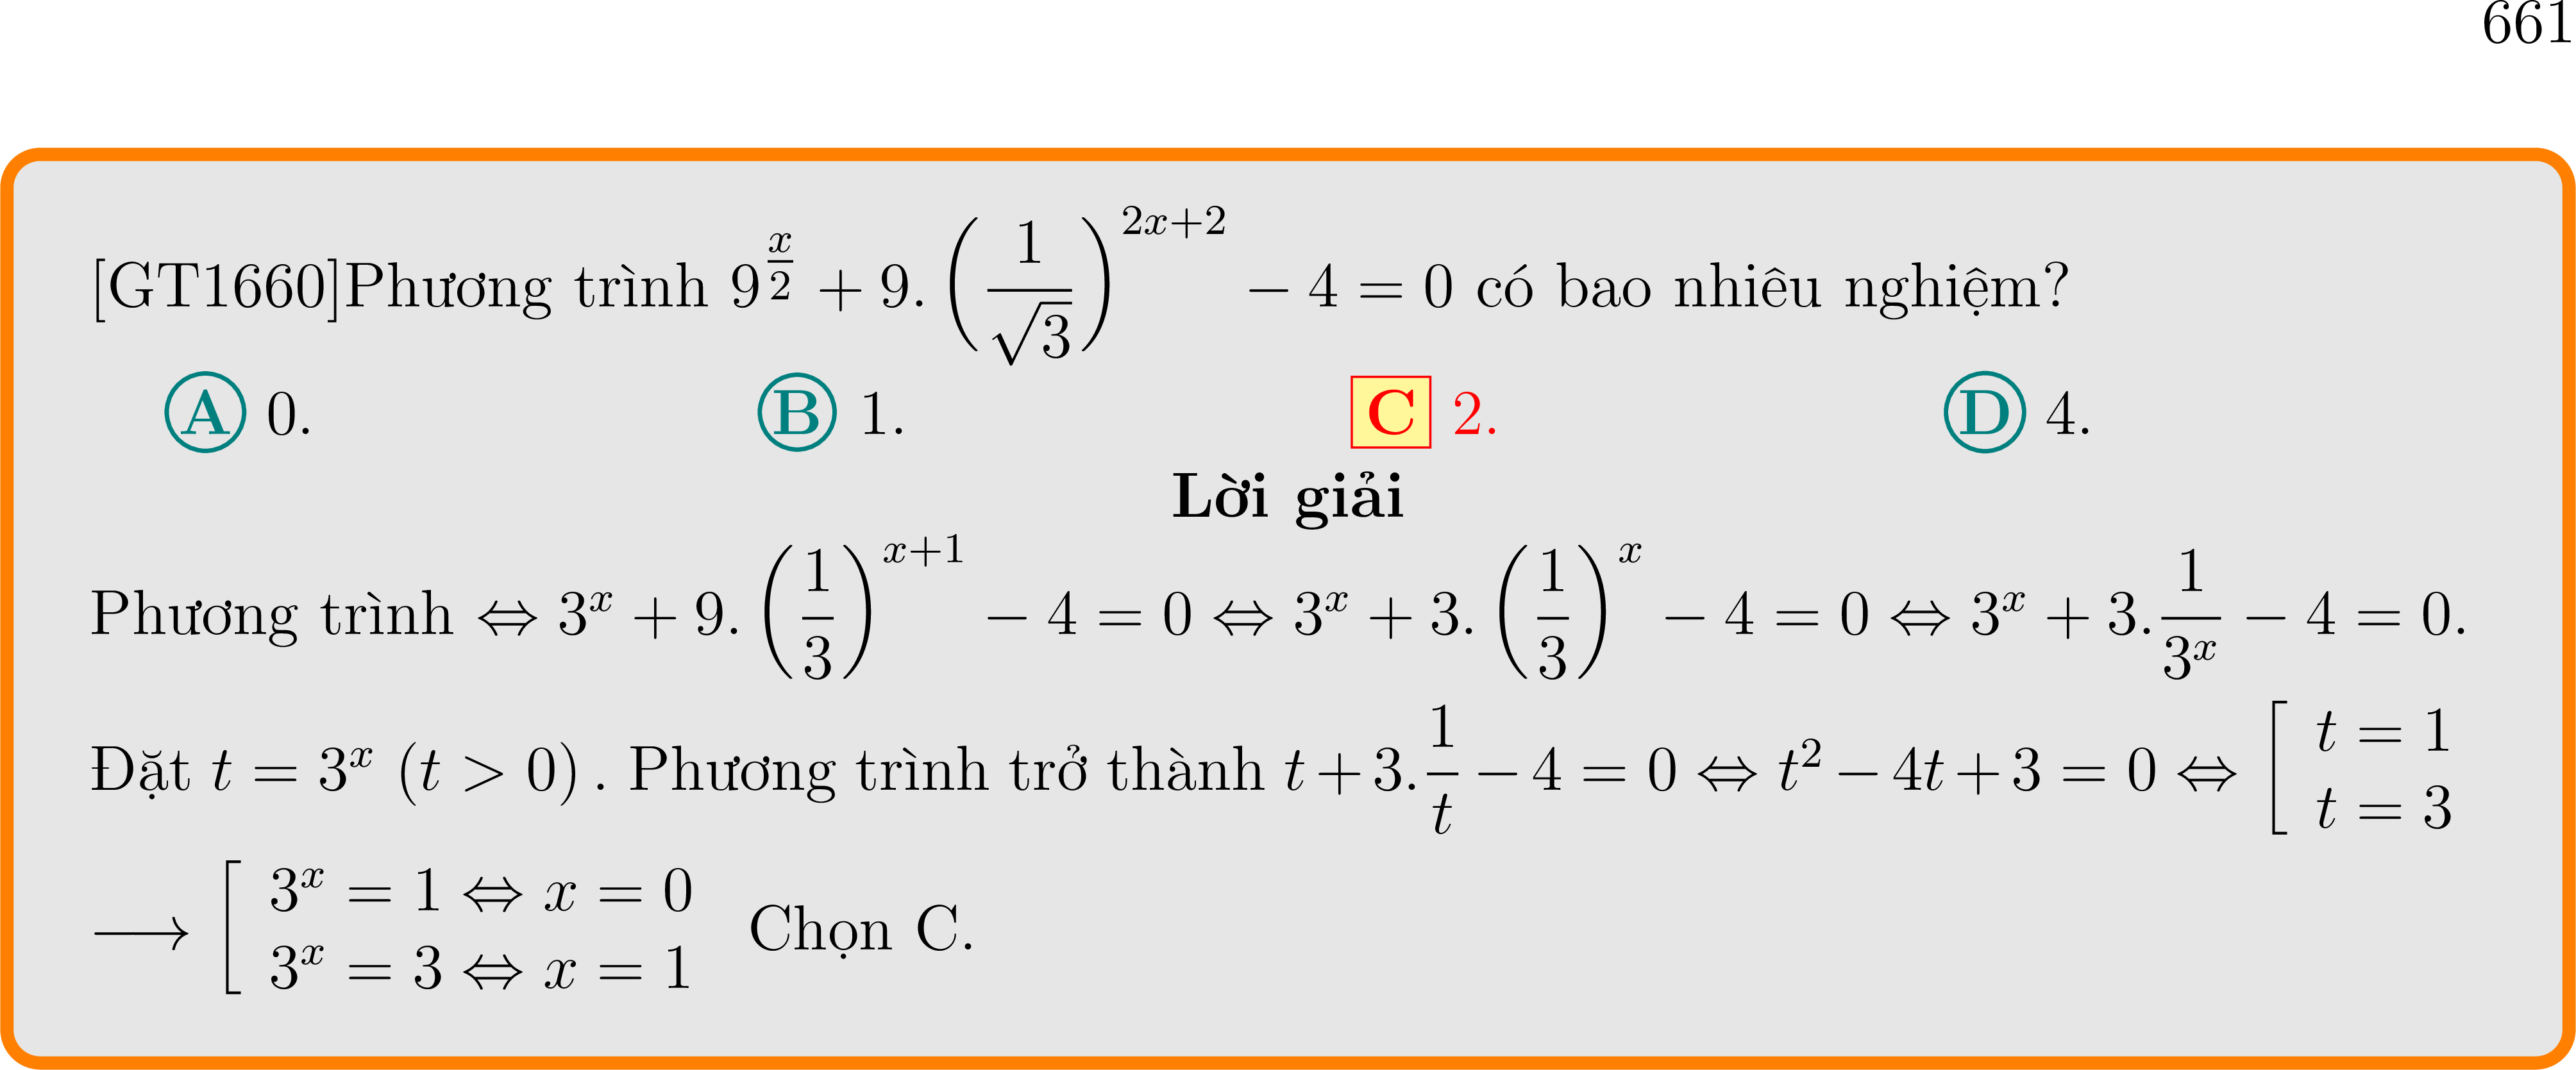 661
[GT1660]Phương trình $9^{\frac{x}{2}} + 9.\left(\frac{1}{\sqrt{3}}\right)^{2x+2} - 4 = 0$ có bao nhiêu nghiệm?
A 0. B 1. C 2. D 4.
Lời giải
Phương trình $\Leftrightarrow 3^x + 9.\left(\frac{1}{3}\right)^{x+1} - 4 = 0 \Leftrightarrow 3^x + 3.\left(\frac{1}{3}\right)^x - 4 = 0 \Leftrightarrow 3^x + 3.\frac{1}{3^x} - 4 = 0.$
Đặt $t = 3^x \ (t > 0).$ Phương trình trở thành $t + 3.\frac{1}{t} - 4 = 0 \Leftrightarrow t^2 - 4t + 3 = 0 \Leftrightarrow \left[\begin{array}{l} t = 1 \\ t = 3 \end{array}\right.$
$\longrightarrow \left[\begin{array}{l} 3^x = 1 \Leftrightarrow x = 0 \\ 3^x = 3 \Leftrightarrow x = 1 \end{array}\right.$ Chọn C.